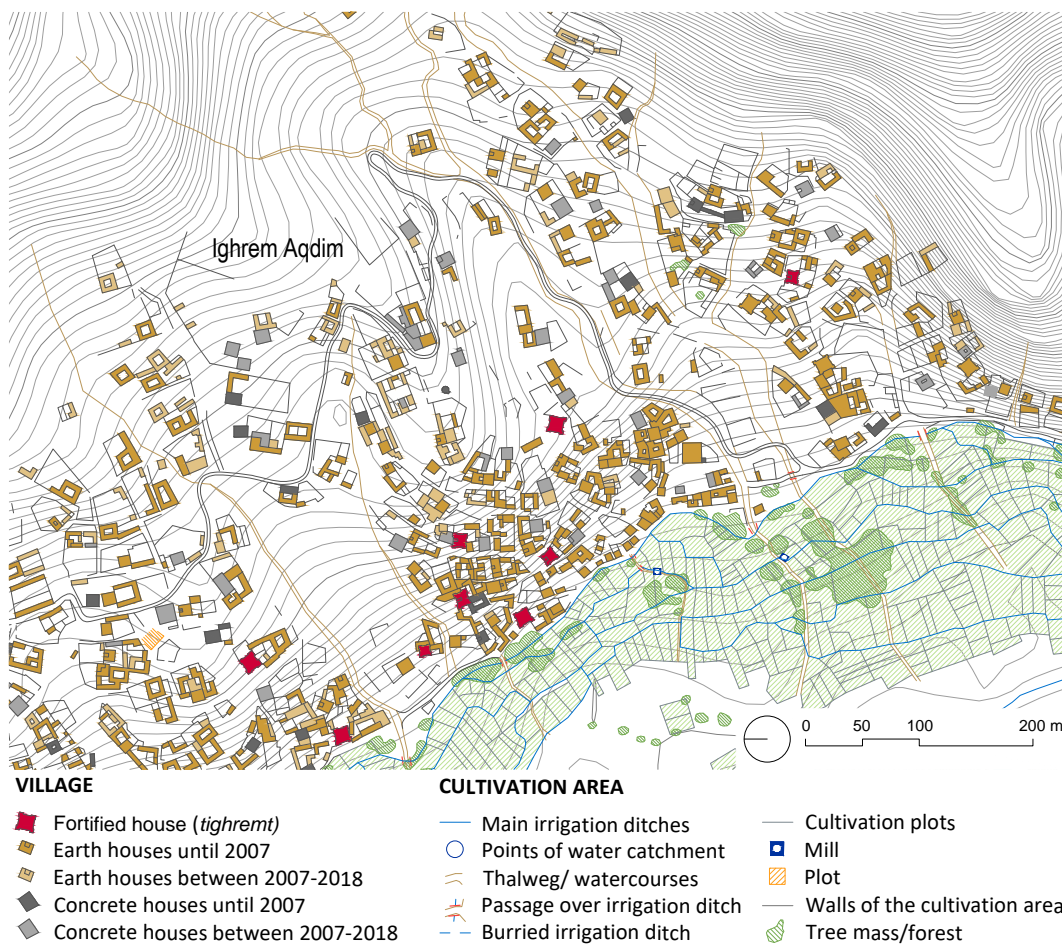 Ighrem Aqdim
0 50 100 200 m
VILLAGE
Fortified house (tighremt)
Earth houses until 2007
Earth houses between 2007-2018
Concrete houses until 2007
Concrete houses between 2007-2018
CULTIVATION AREA
Main irrigation ditches
Points of water catchment
Thalweg/ watercourses
Passage over irrigation ditch
Burried irrigation ditch
Cultivation plots
Mill
Plot
Walls of the cultivation area
Tree mass/forest